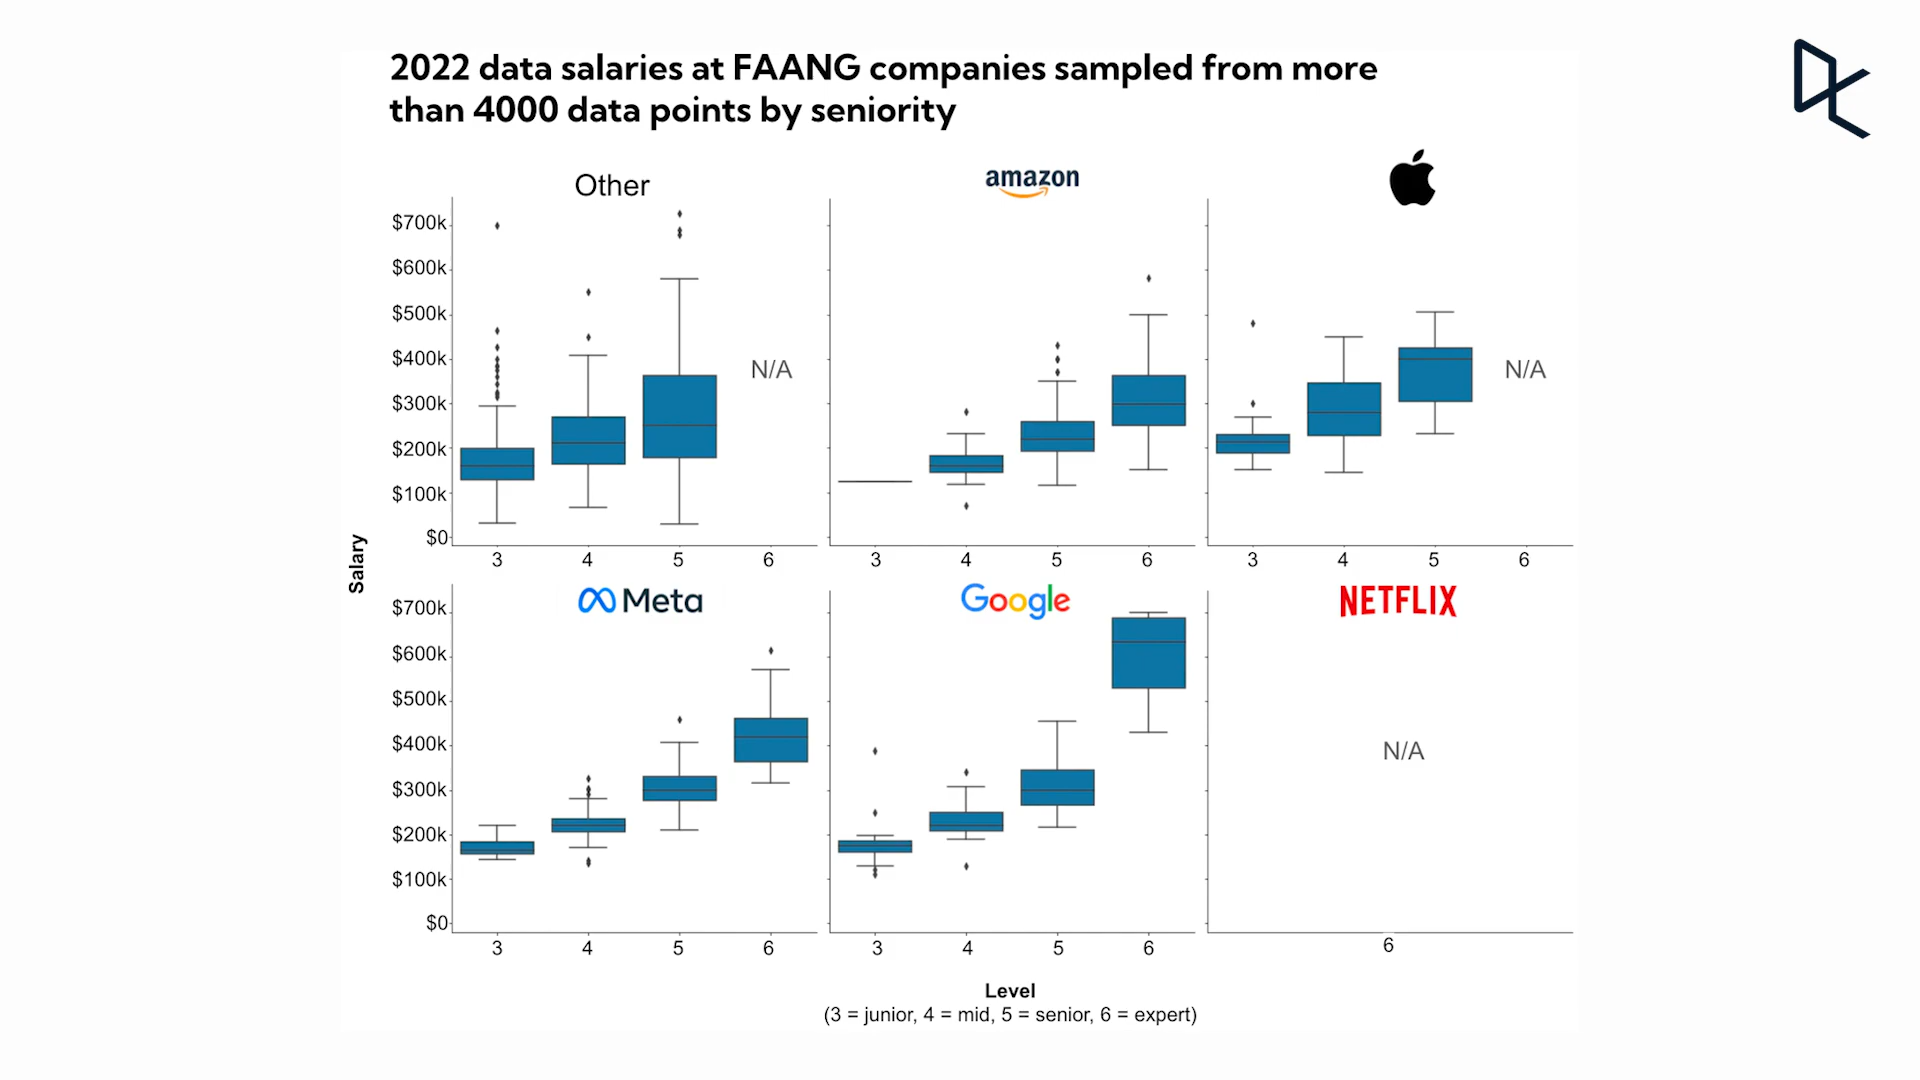 2022 data salaries at FAANG companies sampled from more
than 4000 data points by seniority
Other
amazon
$700k
$600k
$500k
$400k
$300k
$200k
$100k
$0
N/A
N/A
3 4 5 6
3 4 5 6
3 4 5 6
Salary
Meta
Google
NETFLIX
$700k
$600k
$500k
$400k
$300k
$200k
$100k
$0
N/A
3 4 5 6
3 4 5 6
6
Level
(3 = junior, 4 = mid, 5 = senior, 6 = expert)